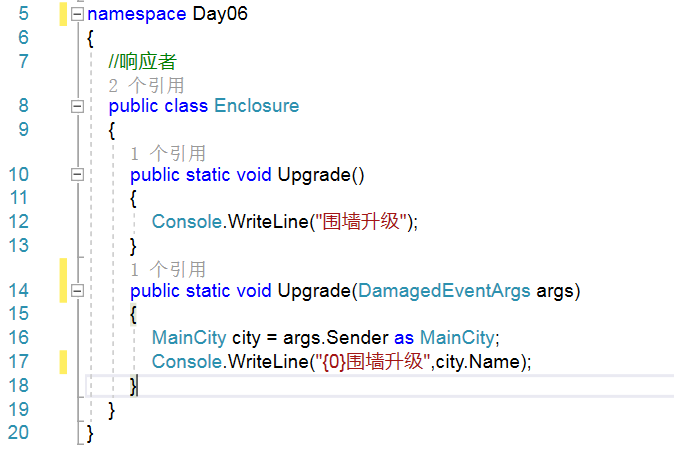 5 namespace Day06
6 {
7 //响应者
2 个引用
8 public class Enclosure
9 {
1 个引用
10 public static void Upgrade()
11 {
12 Console.WriteLine("围墙升级");
13 }
1 个引用
14 public static void Upgrade(DamagedEventArgs args)
15 {
16 MainCity city = args.Sender as MainCity;
17 Console.WriteLine("{0}围墙升级",city.Name);
18 }
19 }
20 }